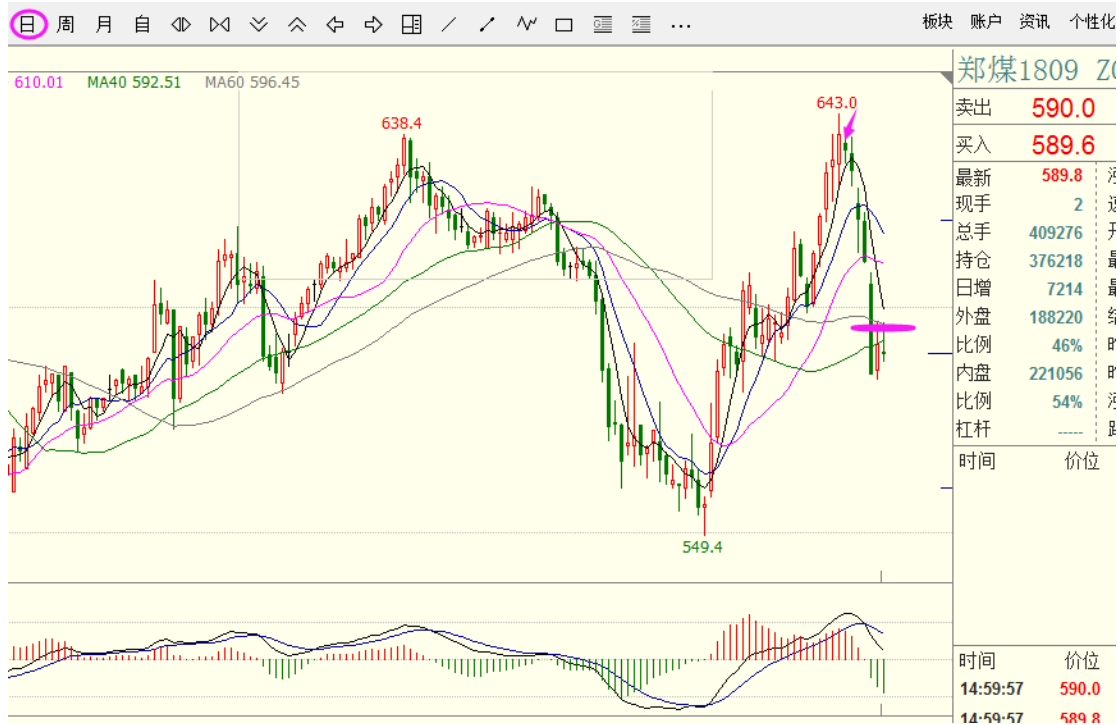 日 周 月 自 板块 账户 资讯 个性化
610.01 MA40 592.51 MA60 596.45
郑煤1809 ZC
643.0
638.4
549.4
卖出 590.0
买入 589.6
最新 589.8
现手 2
总手 409276
持仓 376218
日增 7214
外盘 188220
比例 46%
内盘 221056
比例 54%
杠杆 -----
时间 价位
时间 价位
14:59:57 590.0
14:59:57 589.8